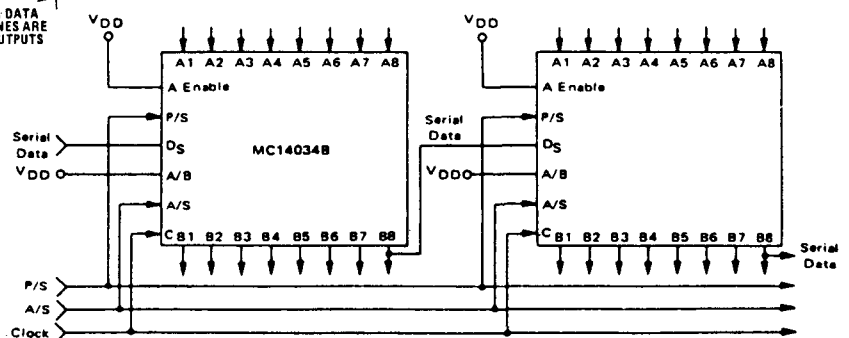 DATA
NES ARE
UTPUTS
VDD
VDD
A1 A2 A3 A4 A5 A6 A7 A8
A1 A2 A3 A4 A5 A6 A7 A8
A Enable
A Enable
P/S
P/S
Serial
Data
DS
MC14034B
Serial
Data
DS
VDD
A/B
VDD
A/B
A/S
A/S
C
B1 B2 B3 B4 B5 B6 B7 B8
C
B1 B2 B3 B4 B5 B6 B7 B8
Serial
Data
P/S
A/S
Clock